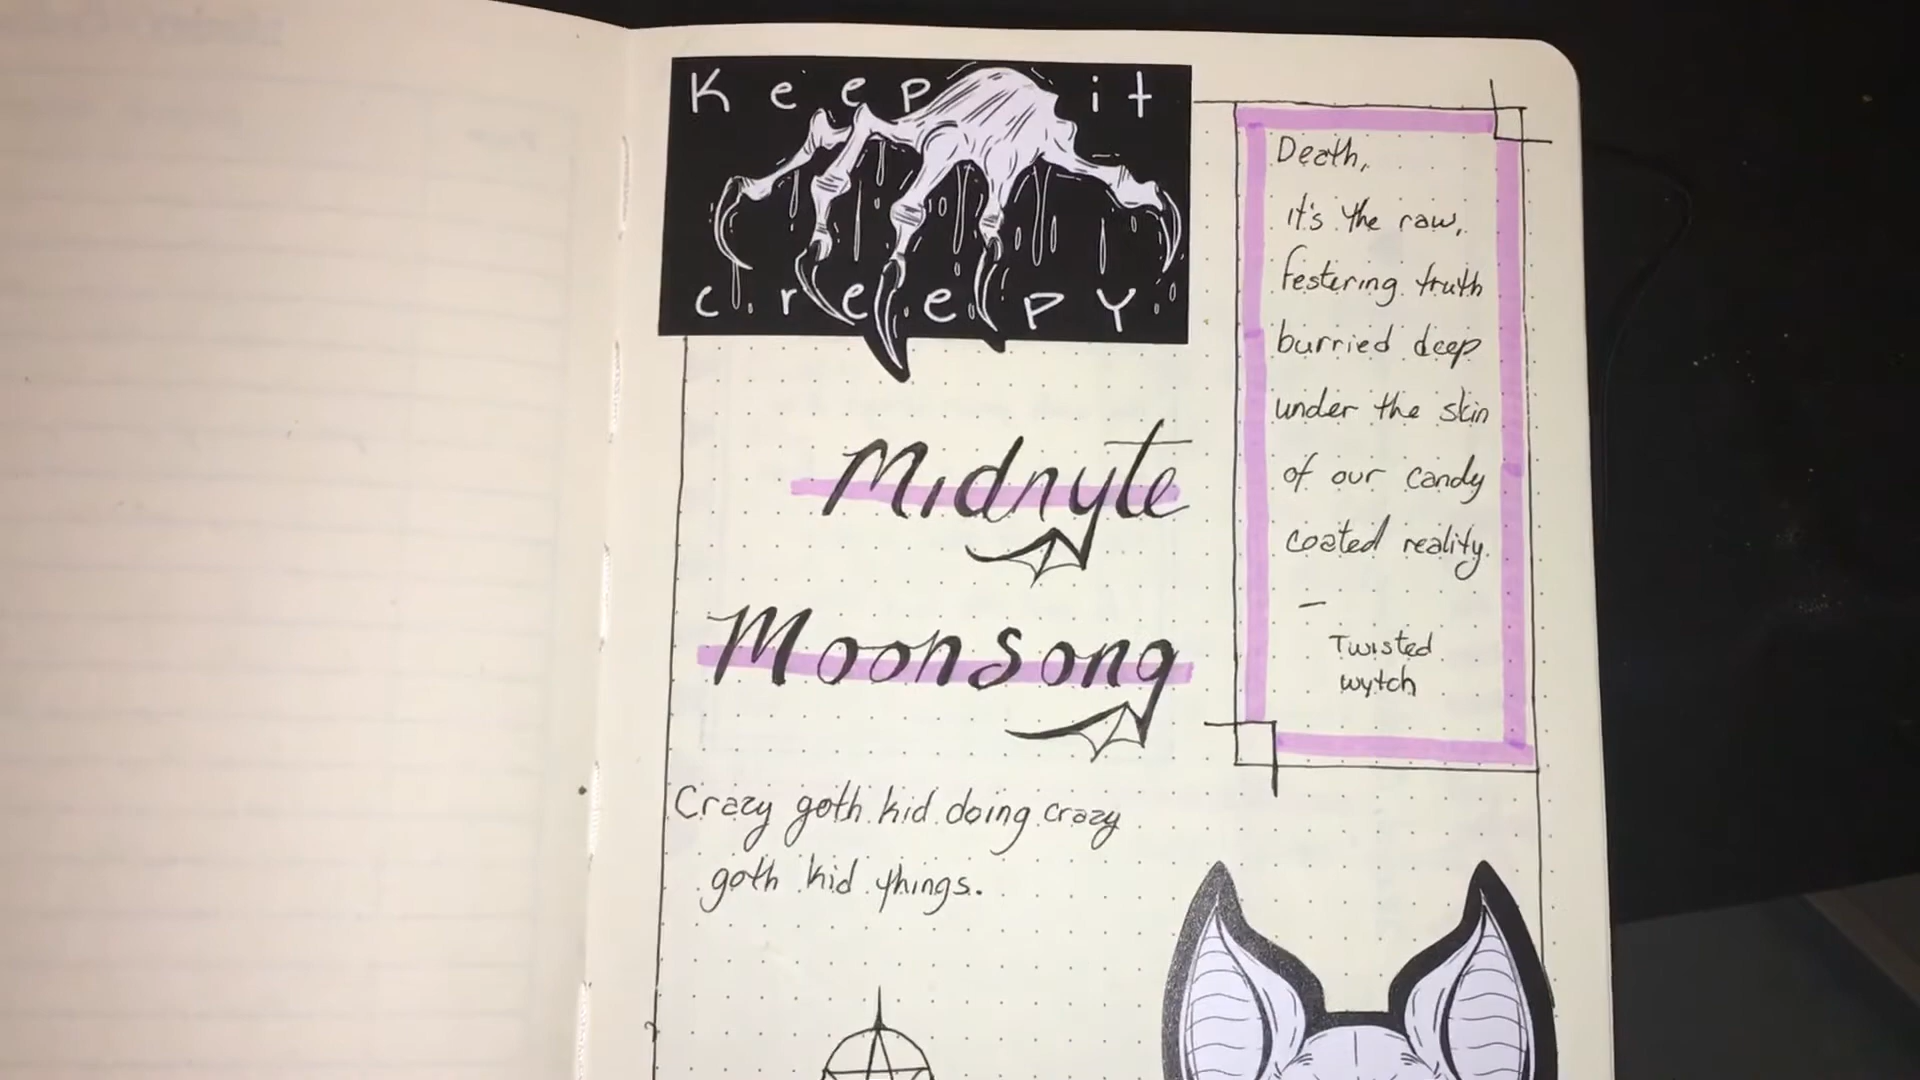 Keep it
creepy
Midnyte
Moonsong
Crazy goth kid doing crazy
goth kid things.
Death,
it's the raw,
festering truth
burried deep
under the skin
of our candy
coated reality.
–
Twisted
wytch